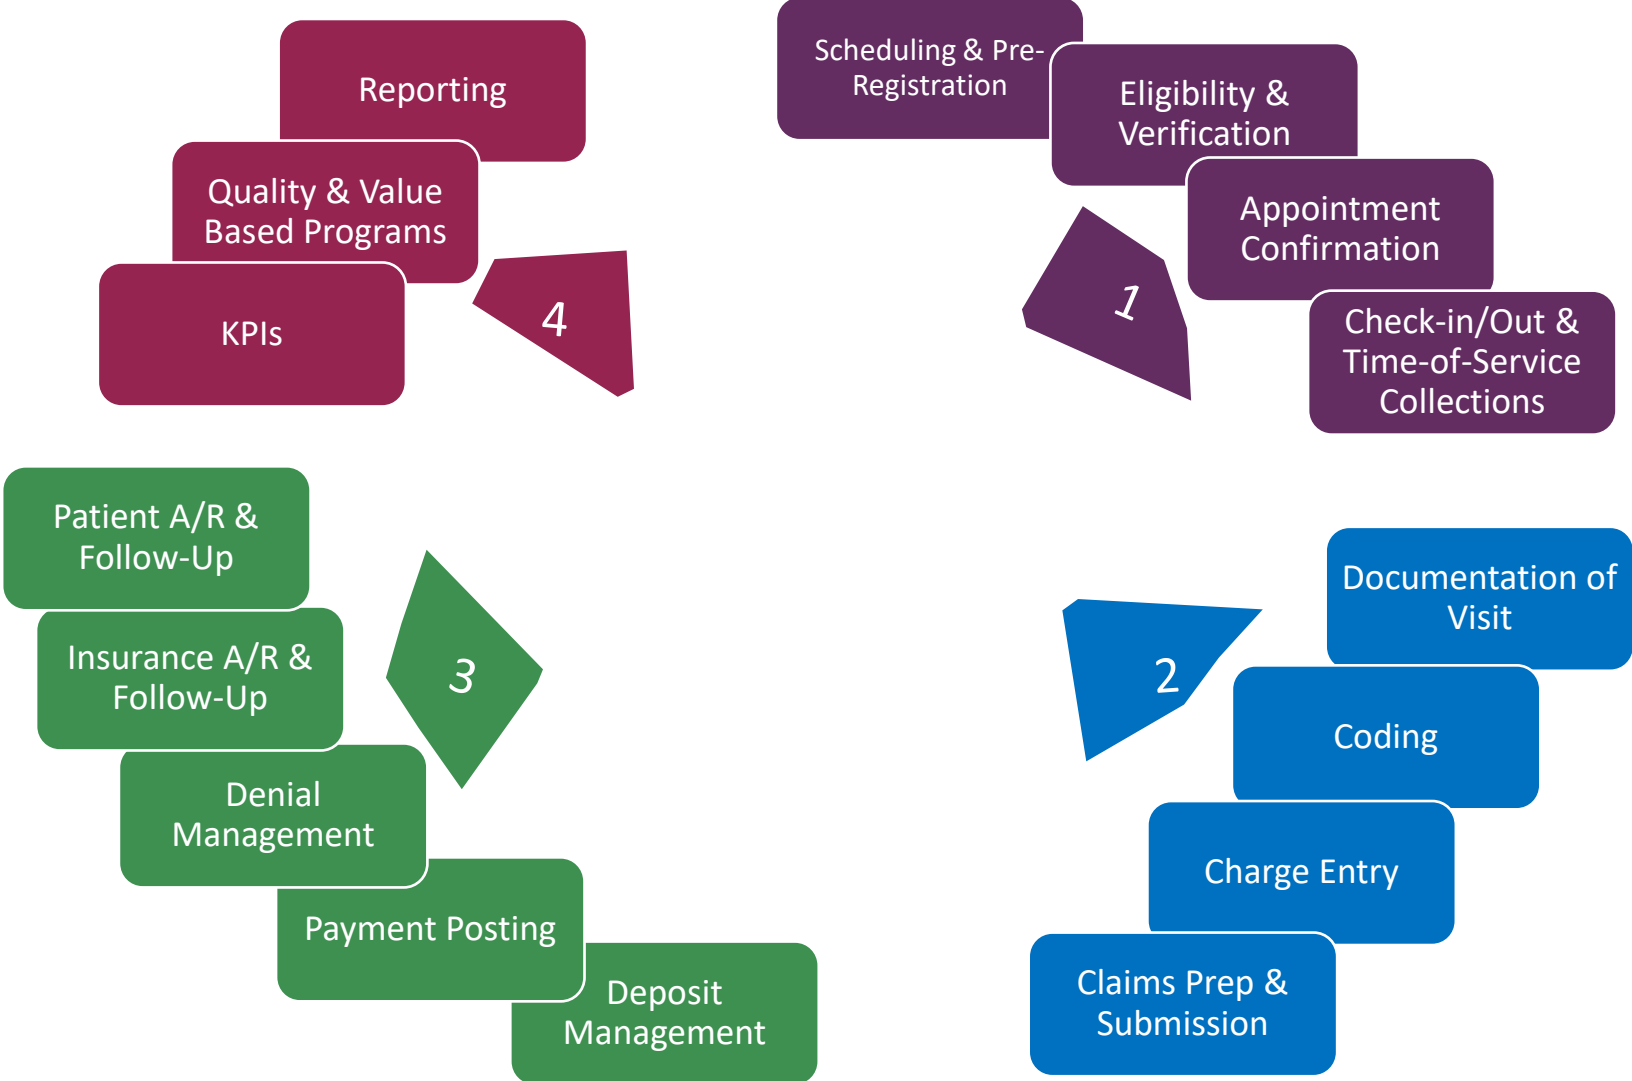 Scheduling & Pre-
Registration
Eligibility &
Verification
Appointment
Confirmation
Check-in/Out &
Time-of-Service
Collections
1
Documentation of
Visit
Coding
Charge Entry
Claims Prep &
Submission
2
Deposit
Management
Payment Posting
Denial
Management
Insurance A/R &
Follow-Up
Patient A/R &
Follow-Up
3
KPIs
Quality & Value
Based Programs
Reporting
4